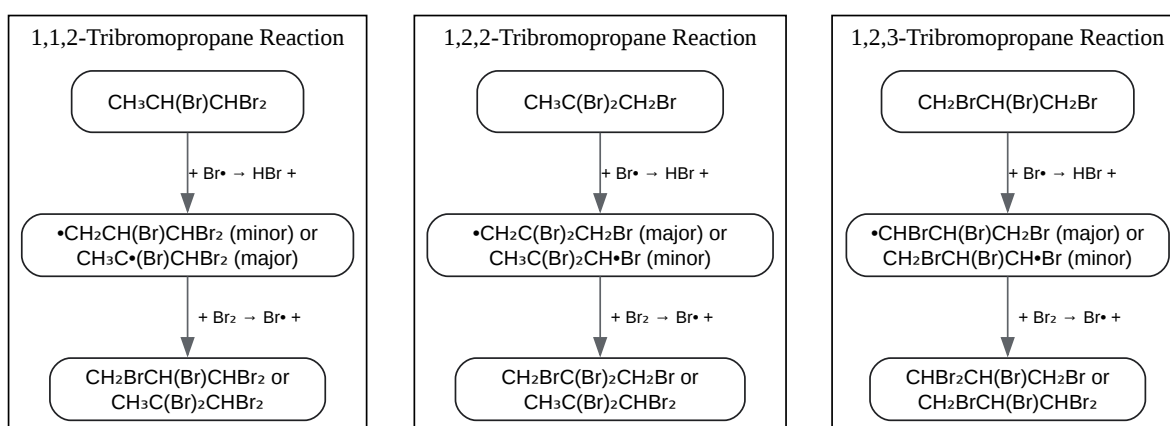 1,1,2-Tribromopropane Reaction
CH₃CH(Br)CHBr₂
+ Br• → HBr +
•CH₂CH(Br)CHBr₂ (minor) or
CH₃C•(Br)CHBr₂ (major)
+ Br₂ → Br• +
CH₂BrCH(Br)CHBr₂ or
CH₃C(Br)₂CHBr₂
1,2,2-Tribromopropane Reaction
CH₃C(Br)₂CH₂Br
+ Br• → HBr +
•CH₂C(Br)₂CH₂Br (major) or
CH₃C(Br)₂CH•Br (minor)
+ Br₂ → Br• +
CH₂BrC(Br)₂CH₂Br or
CH₃C(Br)₂CHBr₂
1,2,3-Tribromopropane Reaction
CH₂BrCH(Br)CH₂Br
+ Br• → HBr +
•CHBrCH(Br)CH₂Br (major) or
CH₂BrCH(Br)CH•Br (minor)
+ Br₂ → Br• +
CHBr₂CH(Br)CH₂Br or
CH₂BrCH(Br)CHBr₂